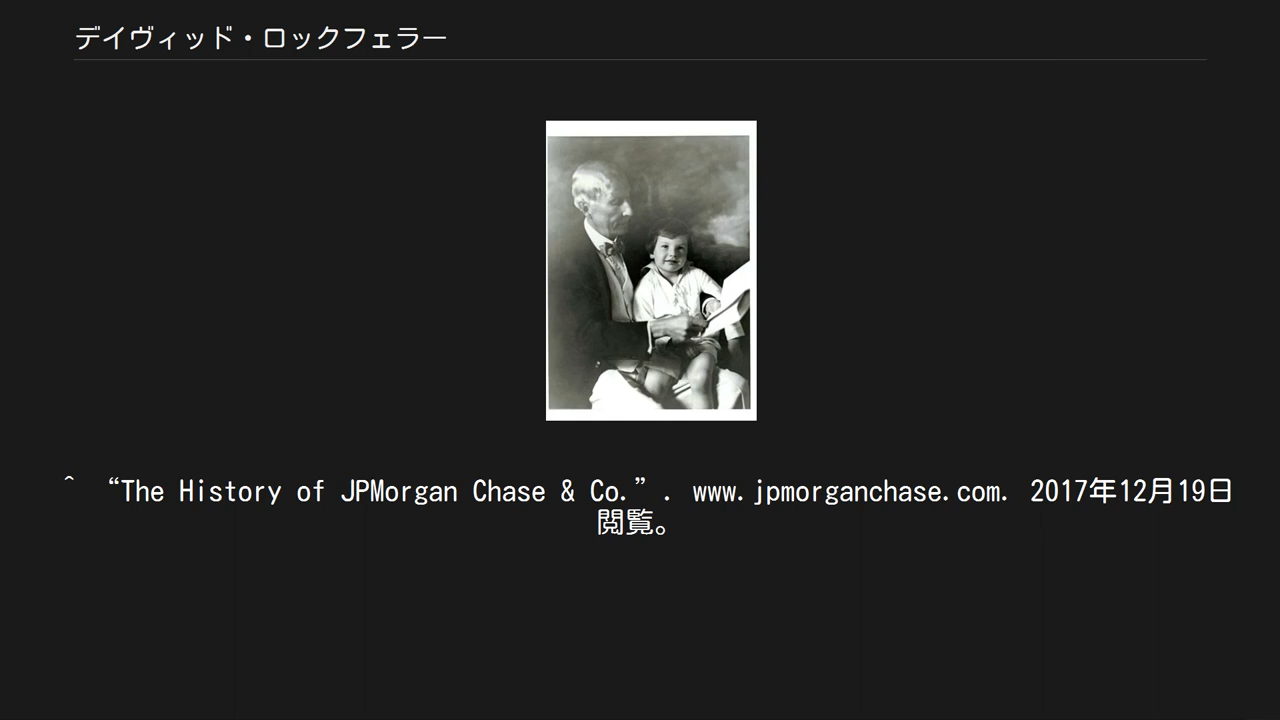 デイヴィッド・ロックフェラー
^ “The History of JPMorgan Chase & Co.”. www.jpmorganchase.com. 2017年12月19日
閲覧。